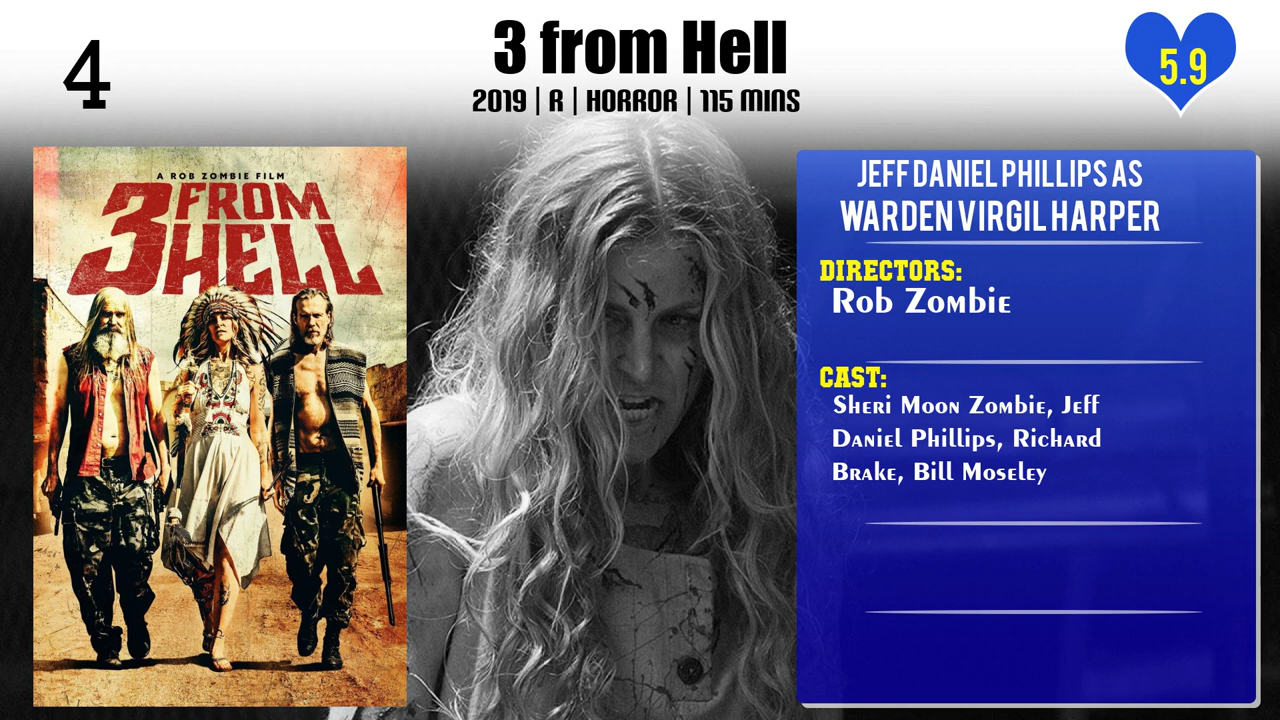 4
3 from Hell
2019 | R | HORROR | 115 MINS
5.9
A ROB ZOMBIE FILM
3 FROM
HELL
JEFF DANIEL PHILLIPS AS
WARDEN VIRGIL HARPER
DIRECTORS:
Rob Zombie
CAST:
Sheri Moon Zombie, Jeff
Daniel Phillips, Richard
Brake, Bill Moseley